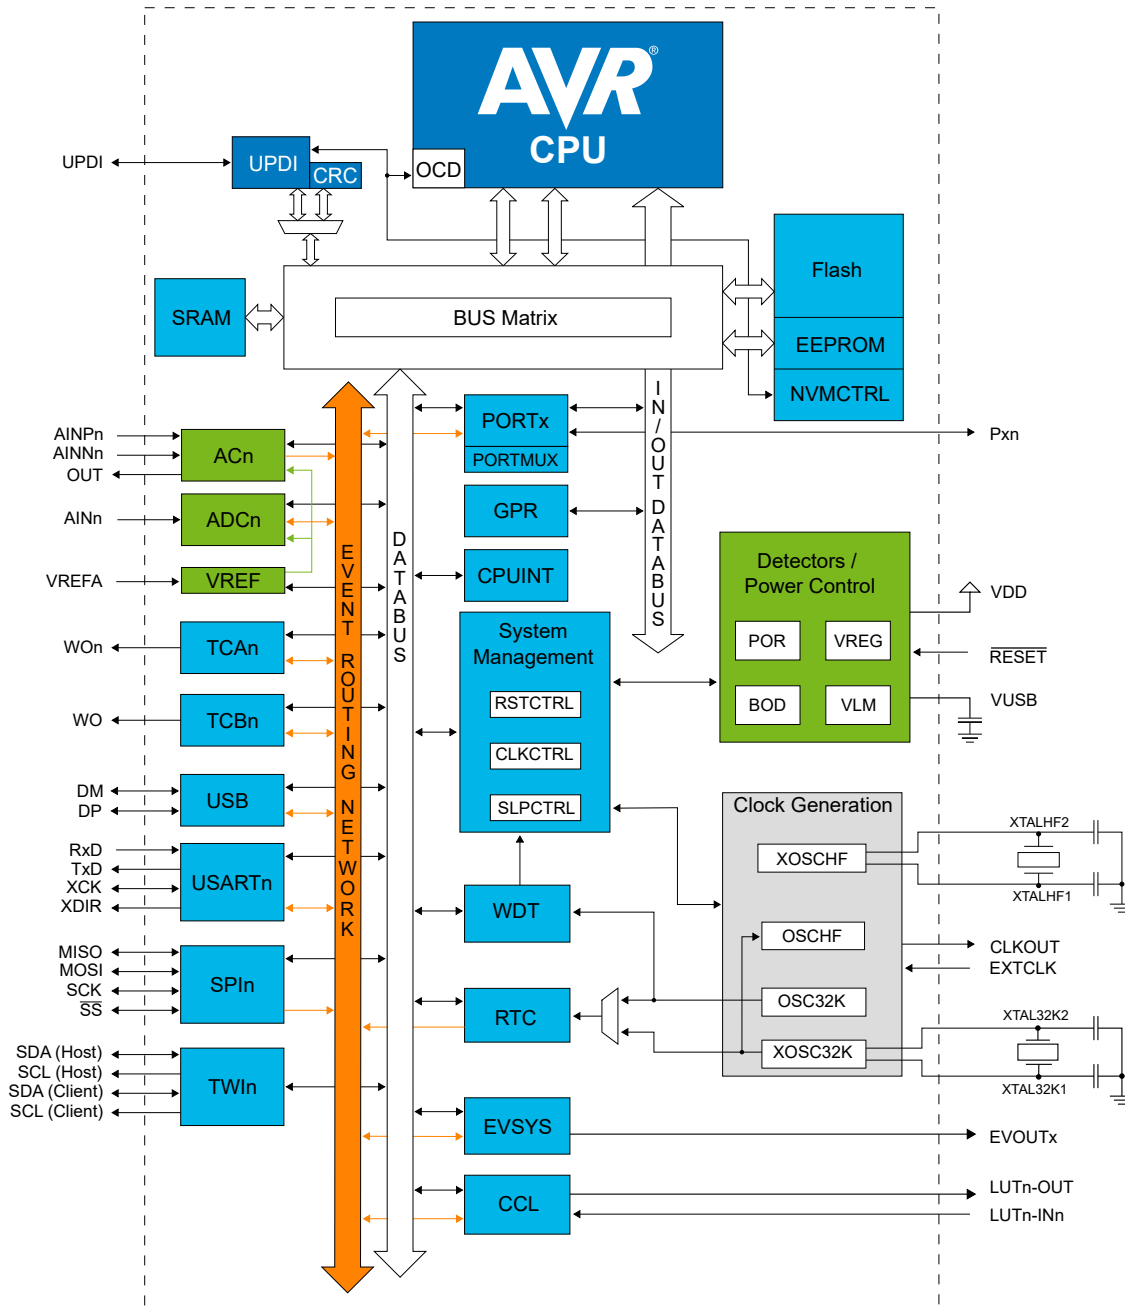 AVR®
CPU
OCD
UPDI
UPDI
CRC
Flash
EEPROM
NVMCTRL
SRAM
BUS Matrix
EVENT ROUTING NETWORK
DATABUS
IN/OUT DATABUS
AINPn
AINNn
OUT
ACn
AINn
ADCn
VREFA
VREF
WOn
TCAn
WO
TCBn
DM
DP
USB
RxD
TxD
XCK
XDIR
USARTn
MISO
MOSI
SCK
SS
SPIn
SDA (Host)
SCL (Host)
SDA (Client)
SCL (Client)
TWIn
PORTx
PORTMUX
Pxn
GPR
CPUINT
System
Management
RSTCTRL
CLKCTRL
SLPCTRL
Detectors /
Power Control
POR
VREG
BOD
VLM
VDD
RESET
VUSB
Clock Generation
XOSCHF
OSCHF
OSC32K
XOSC32K
XTALHF2
XTALHF1
CLKOUT
EXTCLK
XTAL32K2
XTAL32K1
WDT
RTC
EVSYS
EVOUTx
CCL
LUTn-OUT
LUTn-INn